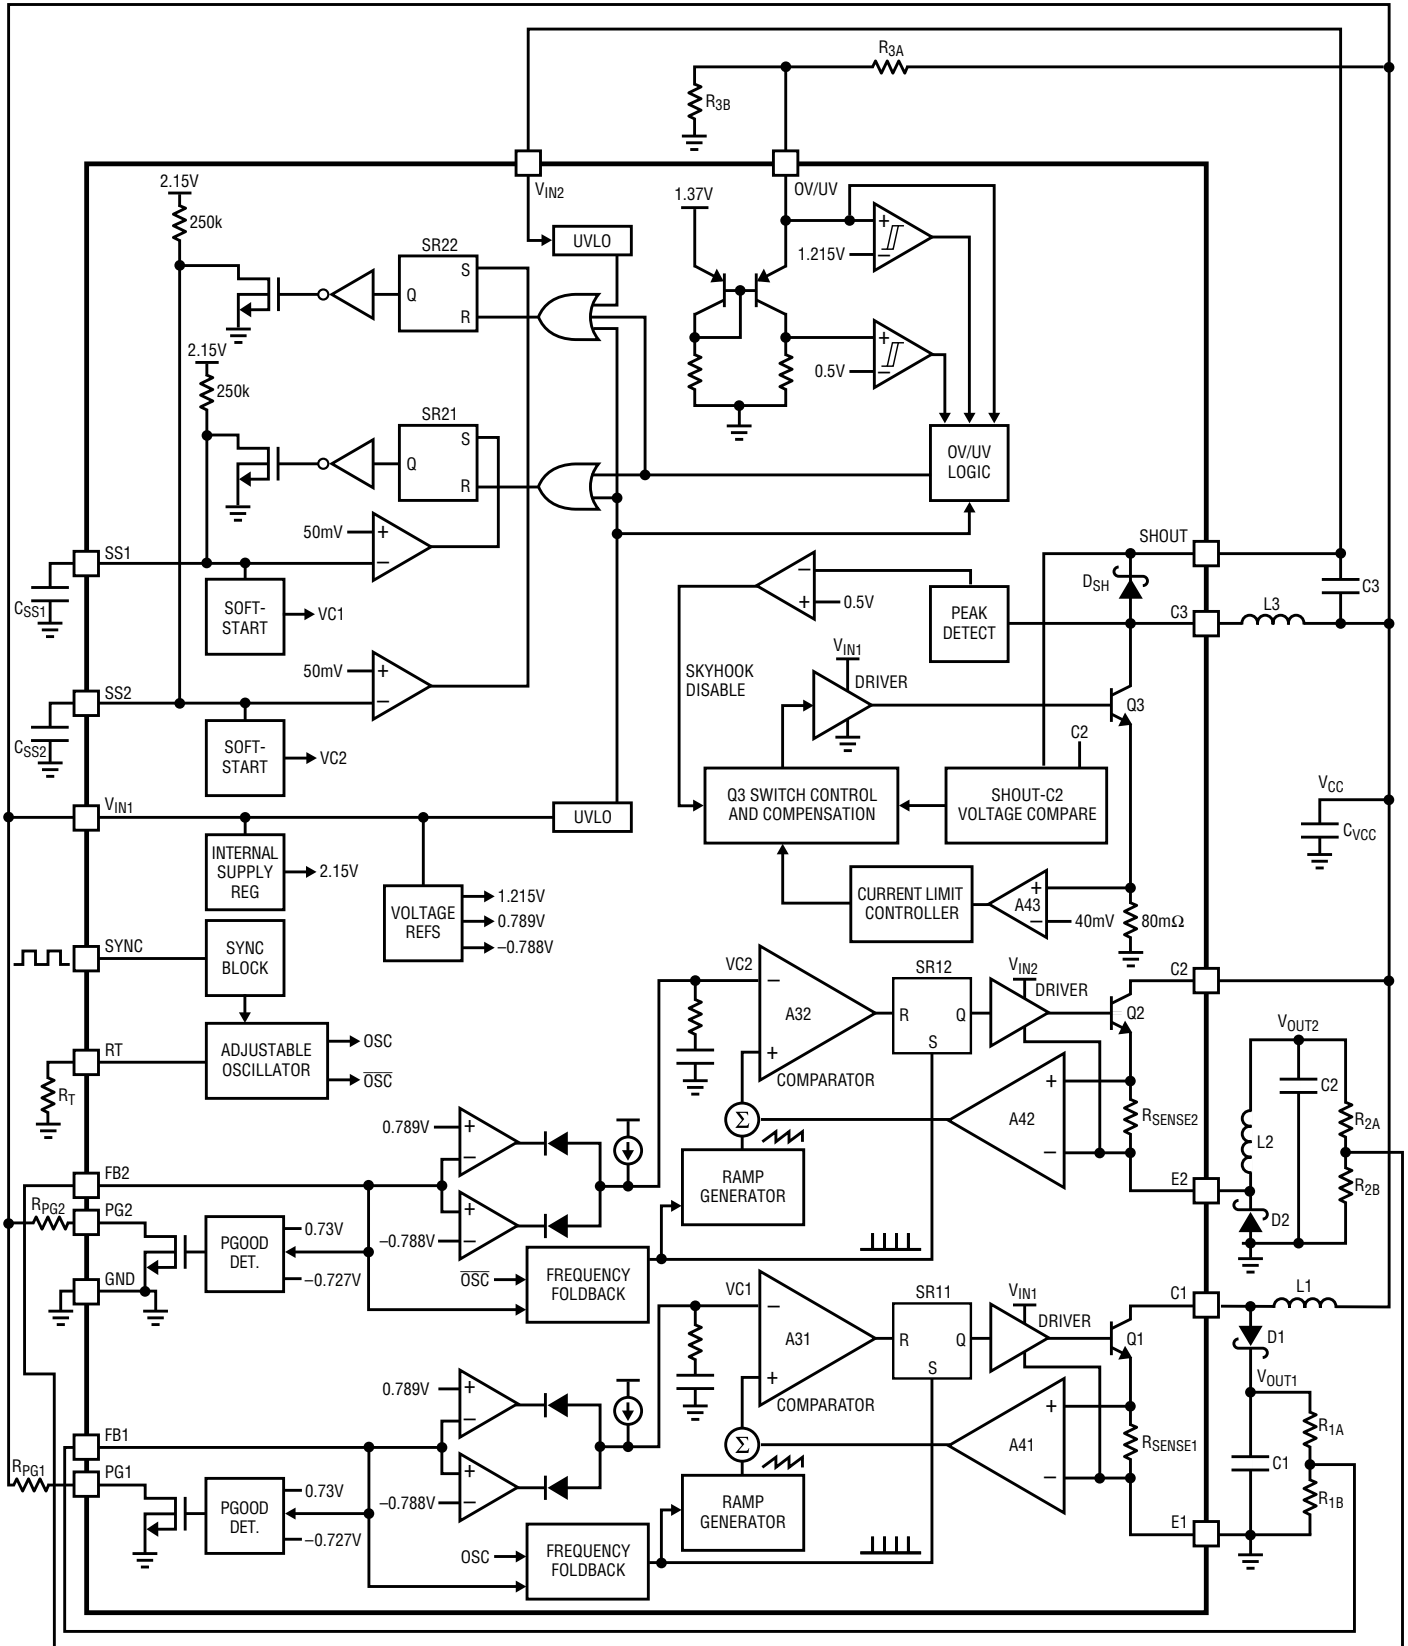 R3A
R3B
2.15V
VIN2
OV/UV
1.37V
250k
SR22
UVLO
1.215V
S
Q
R
2.15V
0.5V
250k
SR21
S
Q
R
OV/UV
LOGIC
50mV
SHOUT
SS1
DSH
C3
CSS1
SOFT-
START
VC1
0.5V
PEAK
DETECT
C3
L3
50mV
SKYHOOK
DISABLE
VIN1
DRIVER
SS2
Q3
CSS2
SOFT-
START
VC2
C2
VIN1
UVLO
Q3 SWITCH CONTROL
AND COMPENSATION
SHOUT-C2
VOLTAGE COMPARE
VCC
CVCC
INTERNAL
SUPPLY
REG
2.15V
VOLTAGE
REFS
1.215V
0.789V
–0.788V
CURRENT LIMIT
CONTROLLER
A43
+
–
40mV
80mΩ
SYNC
SYNC
BLOCK
VC2
A32
–
+
COMPARATOR
SR12
R
Q
S
VIN2
DRIVER
C2
Q2
RT
RT
ADJUSTABLE
OSCILLATOR
OSC
OSC
VOUT2
C2
R2A
L2
R2B
D2
A42
+
–
RSENSE2
E2
Σ
RAMP
GENERATOR
0.789V
–0.788V
FB2
RPG2
PG2
PGOOD
DET.
0.73V
–0.727V
GND
OSC
FREQUENCY
FOLDBACK
VC1
A31
–
+
COMPARATOR
SR11
R
Q
S
VIN1
DRIVER
C1
Q1
L1
D1
VOUT1
R1A
C1
R1B
A41
+
–
RSENSE1
E1
Σ
RAMP
GENERATOR
0.789V
–0.788V
FB1
RPG1
PG1
PGOOD
DET.
0.73V
–0.727V
OSC
FREQUENCY
FOLDBACK